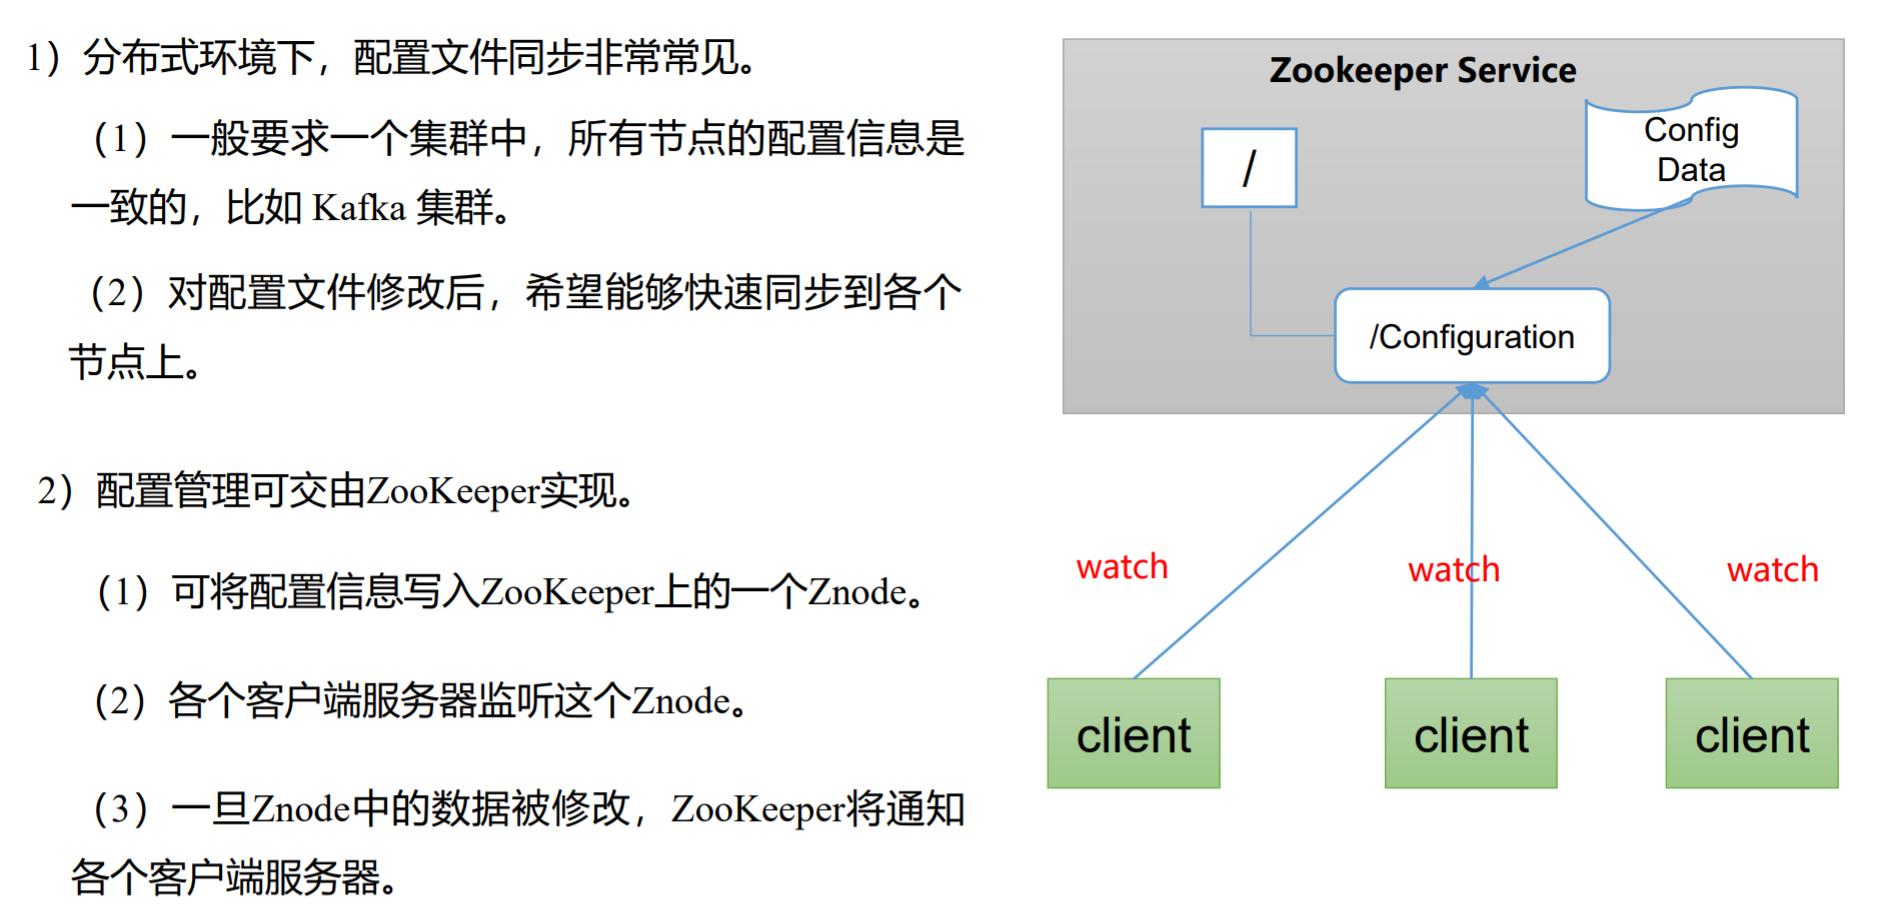 1）分布式环境下，配置文件同步非常常见。
（1）一般要求一个集群中，所有节点的配置信息是
一致的，比如 Kafka 集群。
（2）对配置文件修改后，希望能够快速同步到各个
节点上。
2）配置管理可交由ZooKeeper实现。
（1）可将配置信息写入ZooKeeper上的一个Znode。
（2）各个客户端服务器监听这个Znode。
（3）一旦Znode中的数据被修改，ZooKeeper将通知
各个客户端服务器。
Zookeeper Service
Config
Data
/
/Configuration
watch
watch
watch
client
client
client